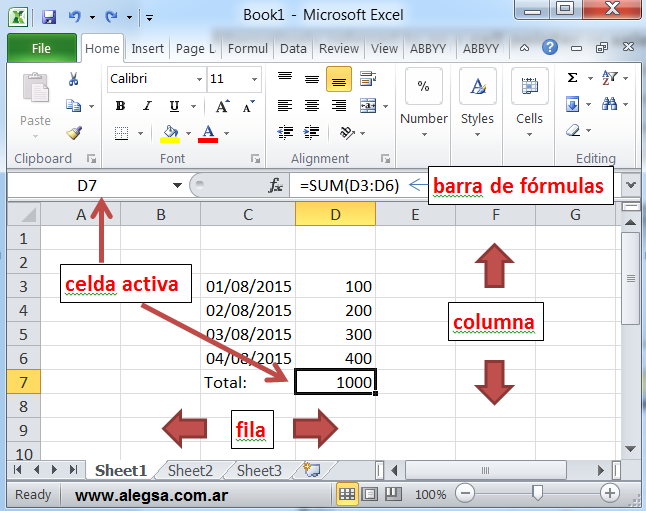 Book1 - Microsoft Excel
File Home Insert Page L Formul Data Review View ABBYY ABBYY
Calibri 11
Paste
B I U A A
% Number
A Styles
Cells
Σ
Clipboard Font Alignment Editing
D7 fx =SUM(D3:D6) barra de fórmulas
A B C D E F G
1
2
celda activa
3 01/08/2015 100
4 02/08/2015 200
columna
5 03/08/2015 300
6 04/08/2015 400
7 Total: 1000
8
9 fila
10
Sheet1 Sheet2 Sheet3
Ready www.alegsa.com.ar 100%